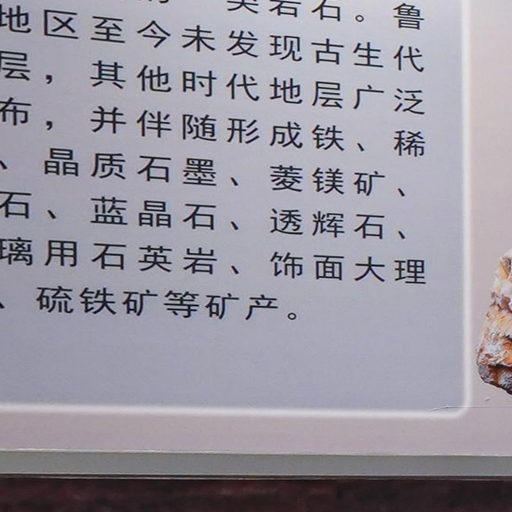 英岩石。鲁
地区至今未发现古生代
层，其他时代地层广泛
布，并伴随形成铁、稀
、晶质石墨、菱镁矿、
石、蓝晶石、透辉石、
璃用石英岩、饰面大理
、硫铁矿等矿产。